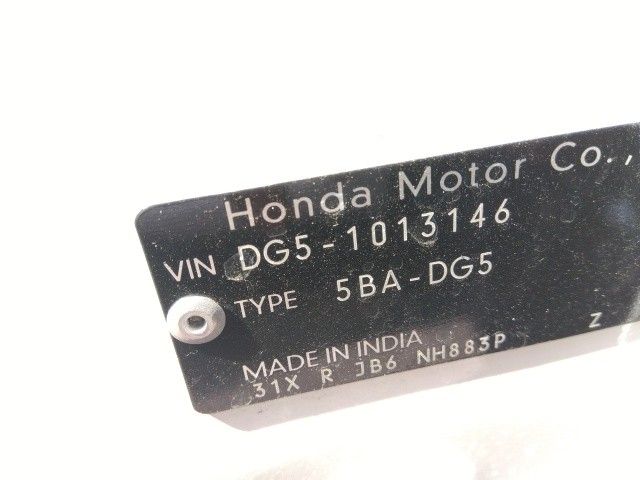 Honda Motor Co.,
VIN DG5-1013146
TYPE 5BA-DG5
Z
MADE IN INDIA
31X R JB6 NH883P